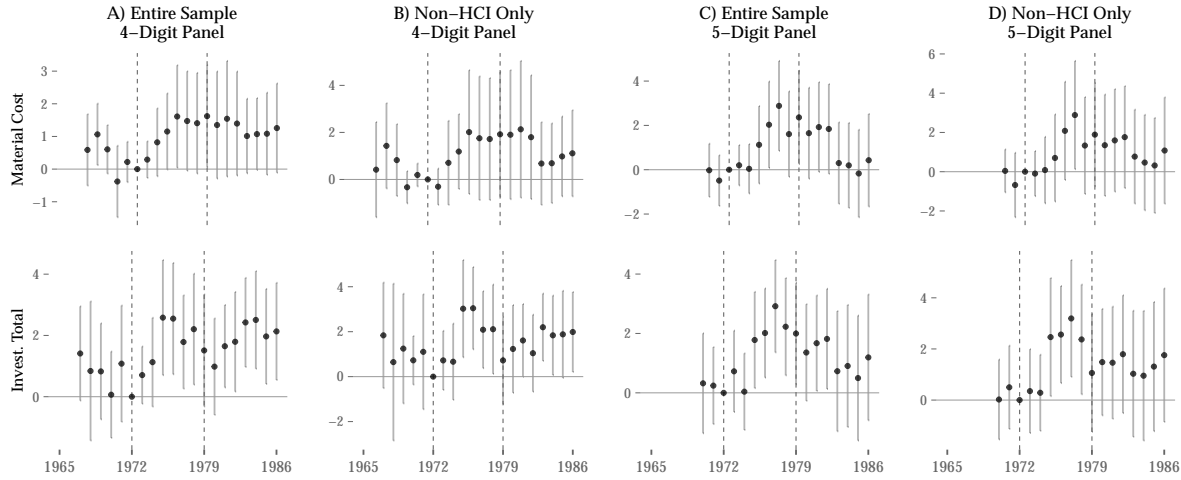 A) Entire Sample
4−Digit Panel
B) Non−HCI Only
4−Digit Panel
C) Entire Sample
5−Digit Panel
D) Non−HCI Only
5−Digit Panel
Material Cost
3
2
1
0
−1
4
2
0
4
2
0
−2
6
4
2
0
−2
Invest. Total
4
2
0
4
2
0
−2
4
2
0
4
2
0
1965 1972 1979 1986
1965 1972 1979 1986
1965 1972 1979 1986
1965 1972 1979 1986